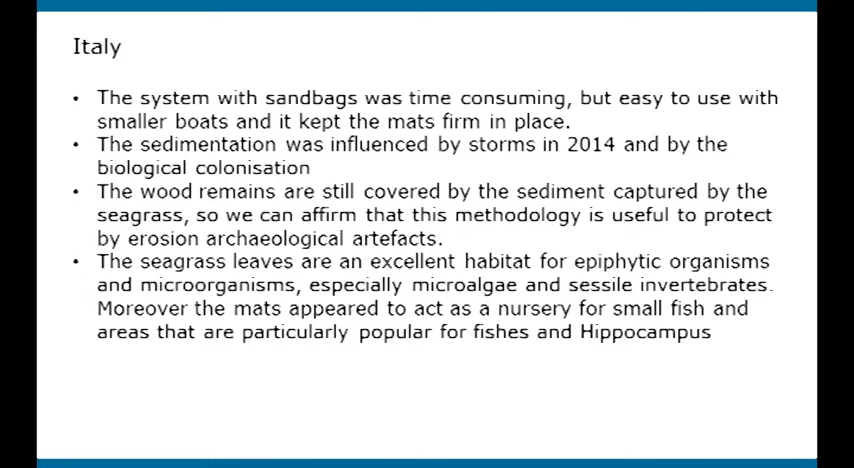 Italy
• The system with sandbags was time consuming, but easy to use with
smaller boats and it kept the mats firm in place.
• The sedimentation was influenced by storms in 2014 and by the
biological colonisation
• The wood remains are still covered by the sediment captured by the
seagrass, so we can affirm that this methodology is useful to protect
by erosion archaeological artefacts.
• The seagrass leaves are an excellent habitat for epiphytic organisms
and microorganisms, especially microalgae and sessile invertebrates.
Moreover the mats appeared to act as a nursery for small fish and
areas that are particularly popular for fishes and Hippocampus